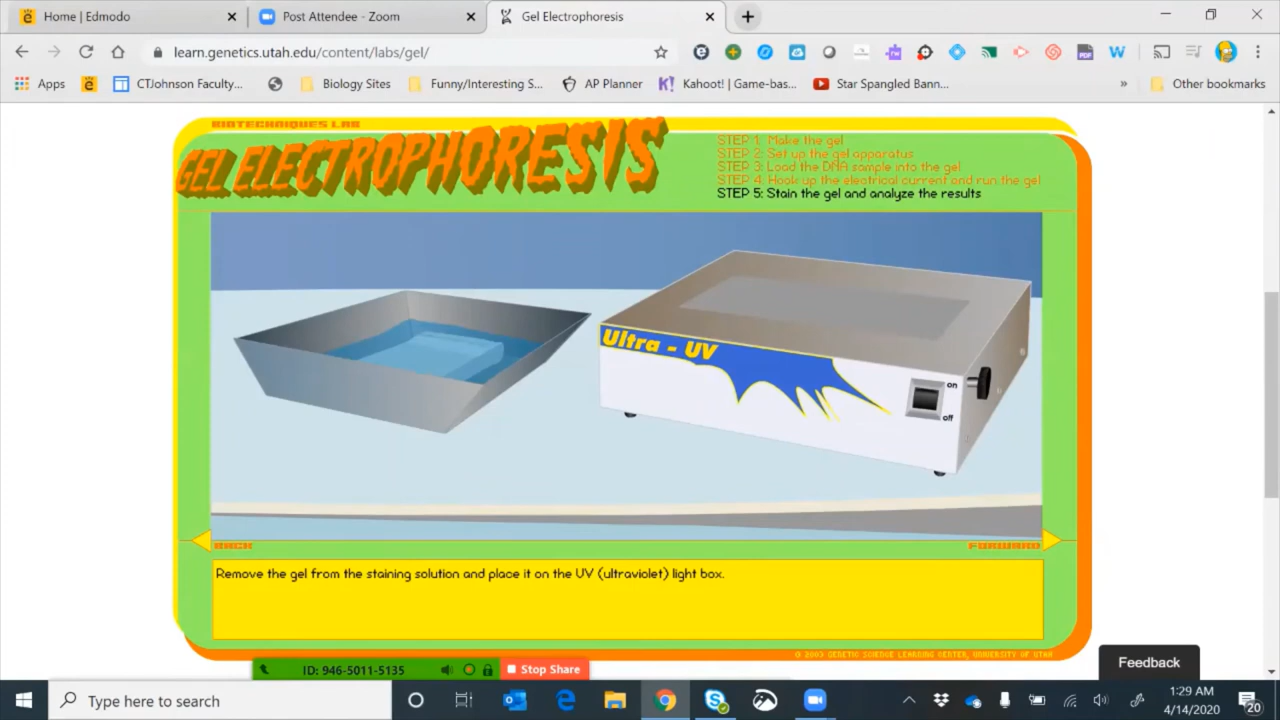 Home | Edmodo
Post Attendee - Zoom
Gel Electrophoresis
learn.genetics.utah.edu/content/labs/gel/
Apps
CTJohnson Faculty...
Biology Sites
Funny/Interesting S...
AP Planner
Kahoot! | Game-bas...
Star Spangled Bann...
»
Other bookmarks
BIOTECHNIQUES LAB
GEL ELECTROPHORESIS
STEP 1: Make the gel
STEP 2: Set up the gel apparatus
STEP 3: Load the DNA sample into the gel
STEP 4: Hook up the electrical current and run the gel
STEP 5: Stain the gel and analyze the results
Ultra - UV
on
off
BACK
FORWARD
Remove the gel from the staining solution and place it on the UV (ultraviolet) light box.
© 2003 GENETIC SCIENCE LEARNING CENTER, UNIVERSITY OF UTAH
ID: 946-5011-5135
Stop Share
Feedback
Type here to search
1:29 AM
4/14/2020
20